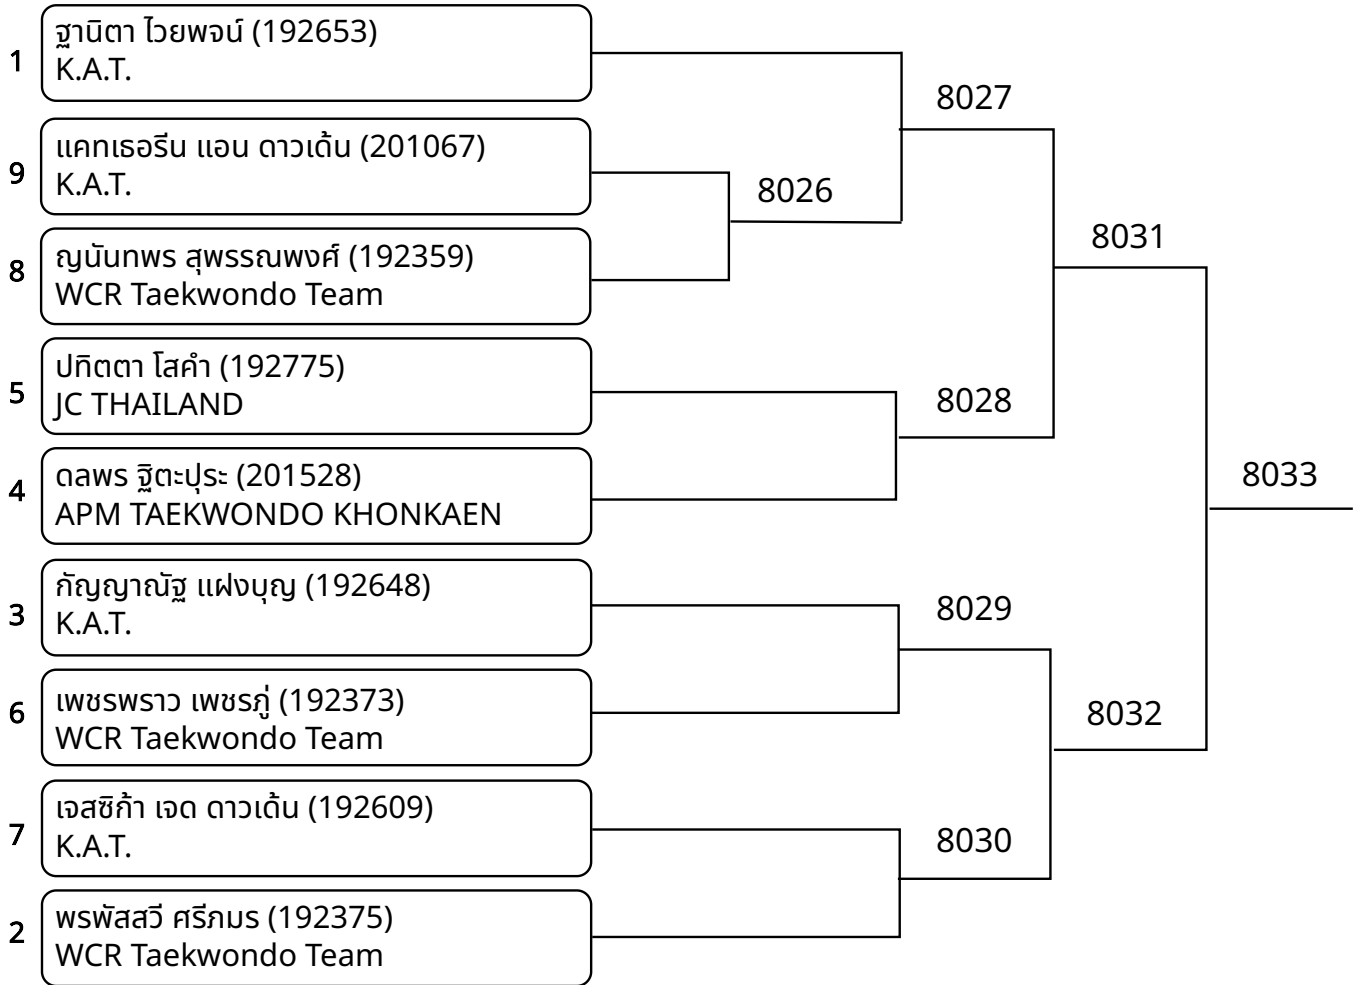 1
ฐานิตา ไวยพจน์ (192653)
K.A.T.
9
แคทเธอรีน แอน ดาวเด้น (201067)
K.A.T.
8
ญนันทพร สุพรรณพงศ์ (192359)
WCR Taekwondo Team
5
ปทิตตา โสคำ (192775)
JC THAILAND
4
ดลพร ฐิตะปุระ (201528)
APM TAEKWONDO KHONKAEN
3
กัญญาณัฐ แฝงบุญ (192648)
K.A.T.
6
เพชรพราว เพชรภู่ (192373)
WCR Taekwondo Team
7
เจสซิก้า เจด ดาวเด้น (192609)
K.A.T.
2
พรพัสสวี ศรีภมร (192375)
WCR Taekwondo Team
8026
8027
8028
8029
8030
8031
8032
8033